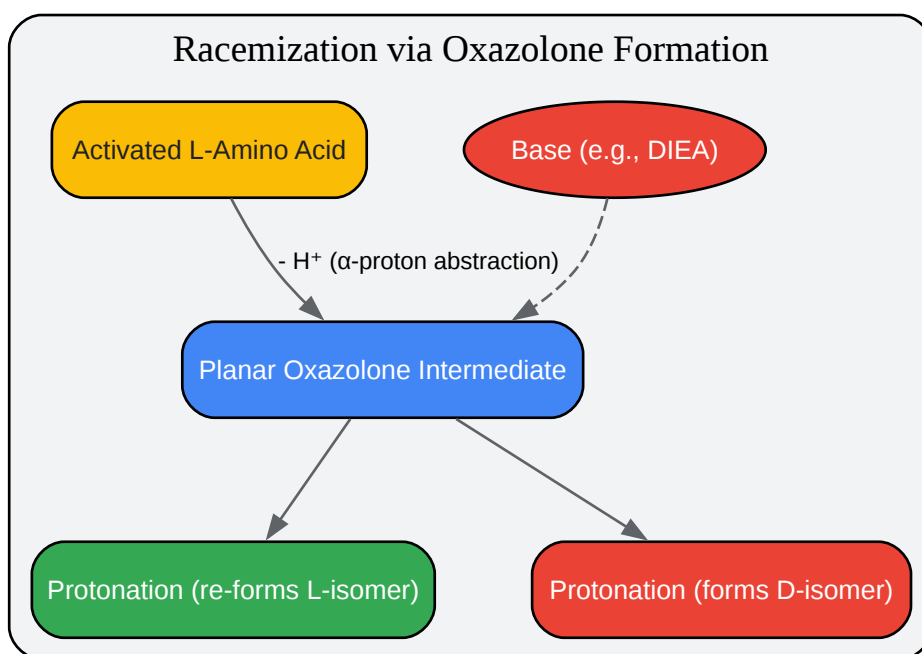 Racemization via Oxazolone Formation
Activated L-Amino Acid
Base (e.g., DIEA)
- H⁺ (α-proton abstraction)
Planar Oxazolone Intermediate
Protonation (re-forms L-isomer)
Protonation (forms D-isomer)